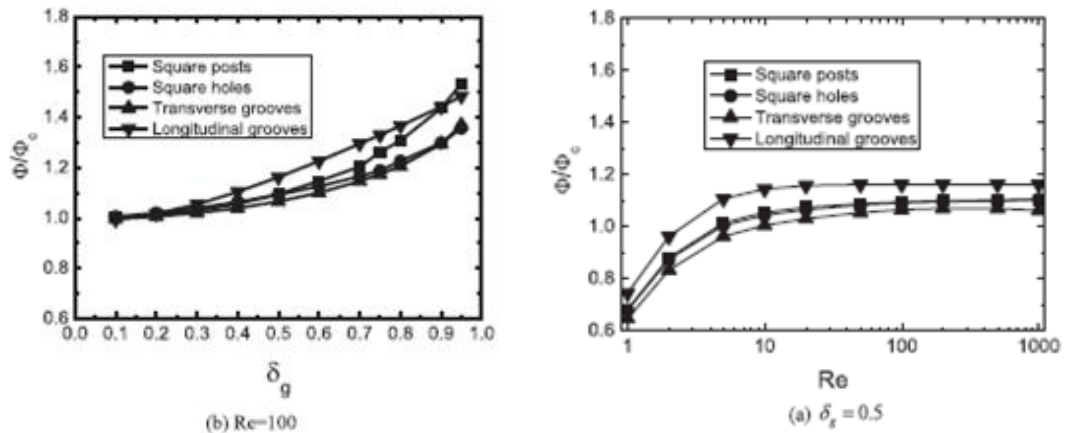 1.8
1.6
1.4
1.2
1.0
0.8
0.6
Φ/Φc
Square posts
Square holes
Transverse grooves
Longitudinal grooves
0.0 0.1 0.2 0.3 0.4 0.5 0.6 0.7 0.8 0.9 1.0
δg
(b) Re=100
1.8
1.6
1.4
1.2
1.0
0.8
0.6
Φ/Φc
Square posts
Square holes
Transverse grooves
Longitudinal grooves
1 10 100 1000
Re
(a) δg = 0.5